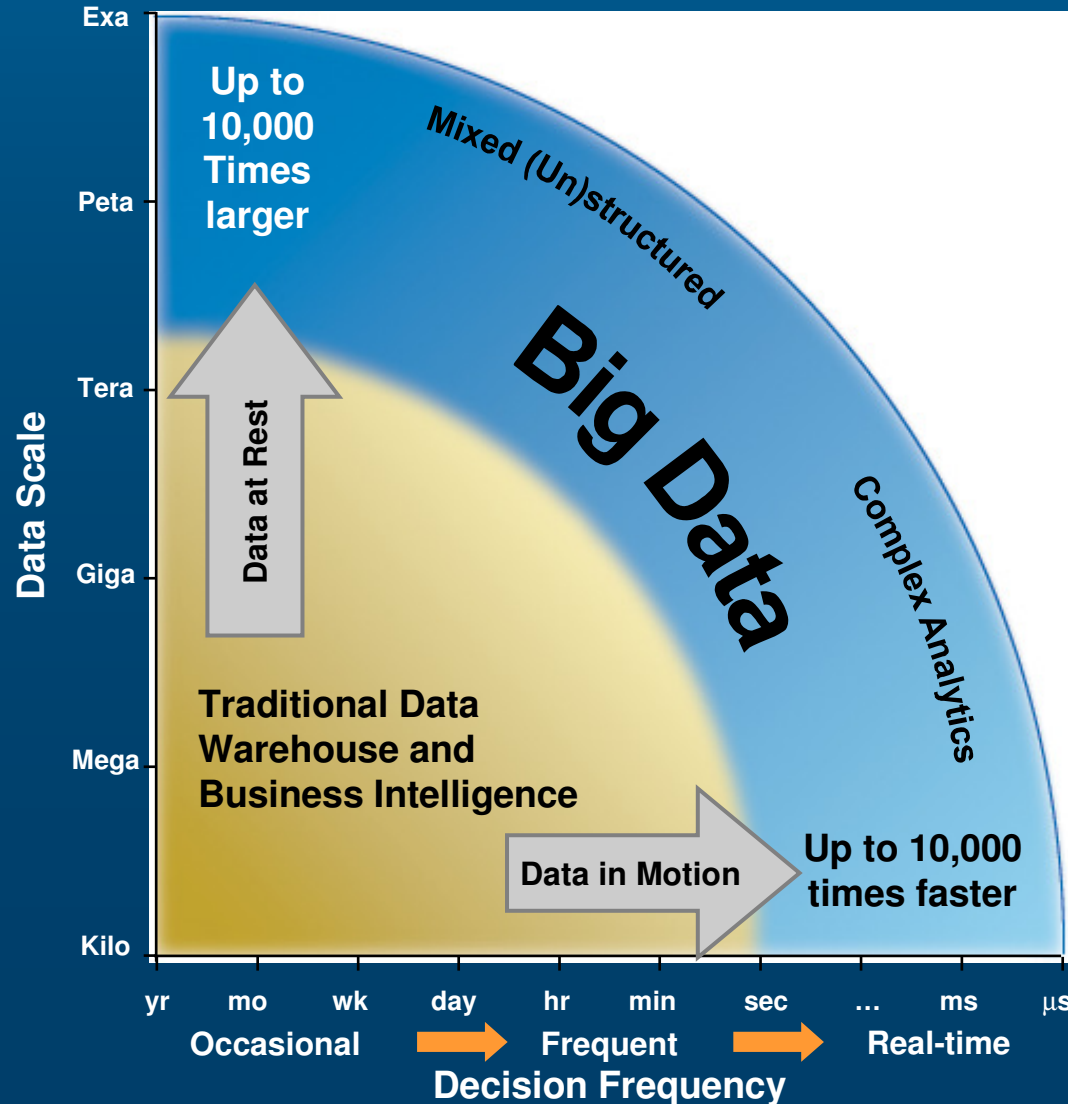 Exa
Peta
Tera
Giga
Mega
Kilo
Data Scale
Up to
10,000
Times
larger
Mixed (Un)structured
Big Data
Complex Analytics
Data at Rest
Traditional Data
Warehouse and
Business Intelligence
Data in Motion
Up to 10,000
times faster
yr mo wk day hr min sec ... ms μs
Occasional Frequent Real-time
Decision Frequency